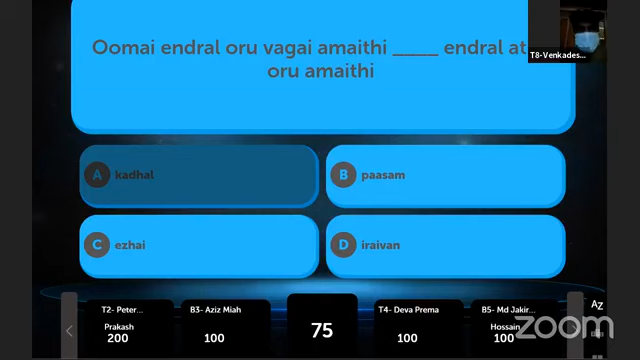 Oomai endral oru vagai amaithi _____ endral at
oru amaithi
T8-Venkades...
A kadhal
B paasam
C ezhai
D iraivan
T2- Peter...
Prakash
200
B3- Aziz Miah
100
75
T4- Deva Prema
100
B5- Md Jakir...
Hossain
100
AZ
zoom